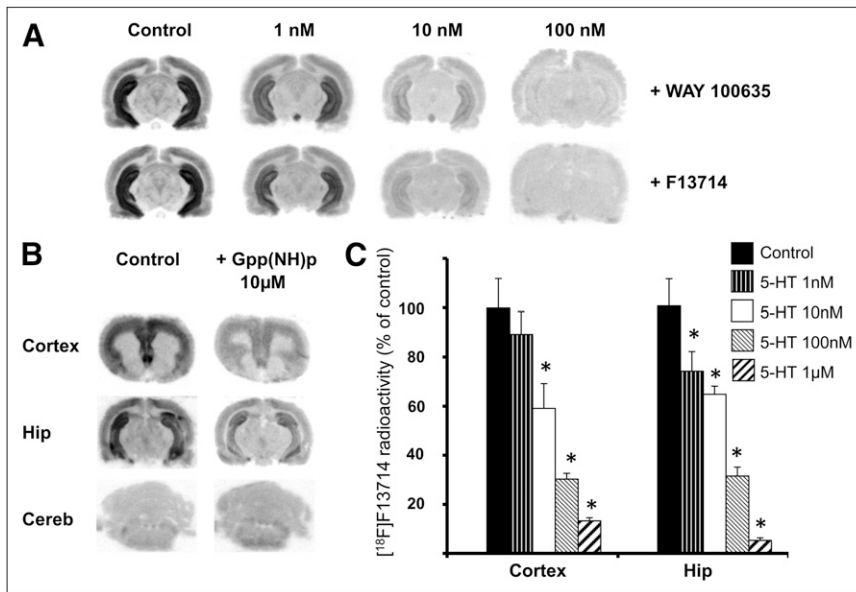 A
Control 1 nM 10 nM 100 nM
+ WAY 100635
+ F13714
B
Control + Gpp(NH)p
10µM
Cortex
Hip
Cereb
C
[18F]F13714 radioactivity (% of control)
100
80
60
40
20
Control
5-HT 1nM
5-HT 10nM
5-HT 100nM
5-HT 1µM
* * *
* * * *
Cortex Hip